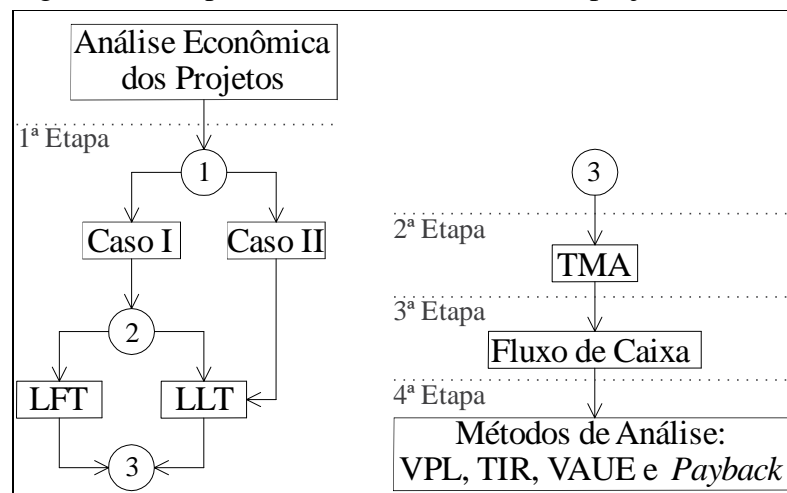 Análise Econômica
dos Projetos
1ª Etapa
1
Caso I
Caso II
2
LFT
LLT
3
3
2ª Etapa
TMA
3ª Etapa
Fluxo de Caixa
4ª Etapa
Métodos de Análise:
VPL, TIR, VAUE e Payback